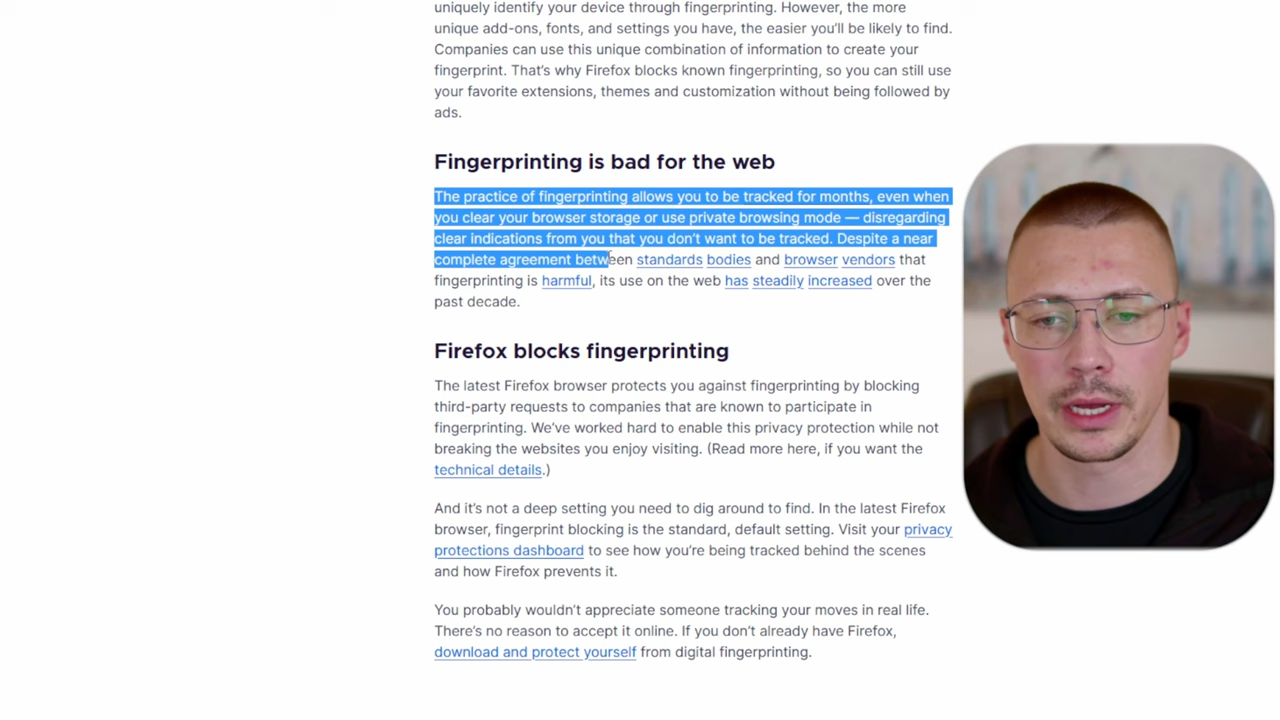 uniquely identify your device through fingerprinting. However, the more
unique add-ons, fonts, and settings you have, the easier you'll be likely to find.
Companies can use this unique combination of information to create your
fingerprint. That's why Firefox blocks known fingerprinting, so you can still use
your favorite extensions, themes and customization without being followed by
ads.
Fingerprinting is bad for the web
The practice of fingerprinting allows you to be tracked for months, even when
you clear your browser storage or use private browsing mode — disregarding
clear indications from you that you don't want to be tracked. Despite a near
complete agreement between standards bodies and browser vendors that
fingerprinting is harmful, its use on the web has steadily increased over the
past decade.
Firefox blocks fingerprinting
The latest Firefox browser protects you against fingerprinting by blocking
third-party requests to companies that are known to participate in
fingerprinting. We've worked hard to enable this privacy protection while not
breaking the websites you enjoy visiting. (Read more here, if you want the
technical details.)
And it's not a deep setting you need to dig around to find. In the latest Firefox
browser, fingerprint blocking is the standard, default setting. Visit your privacy
protections dashboard to see how you're being tracked behind the scenes
and how Firefox prevents it.
You probably wouldn't appreciate someone tracking your moves in real life.
There's no reason to accept it online. If you don't already have Firefox,
download and protect yourself from digital fingerprinting.